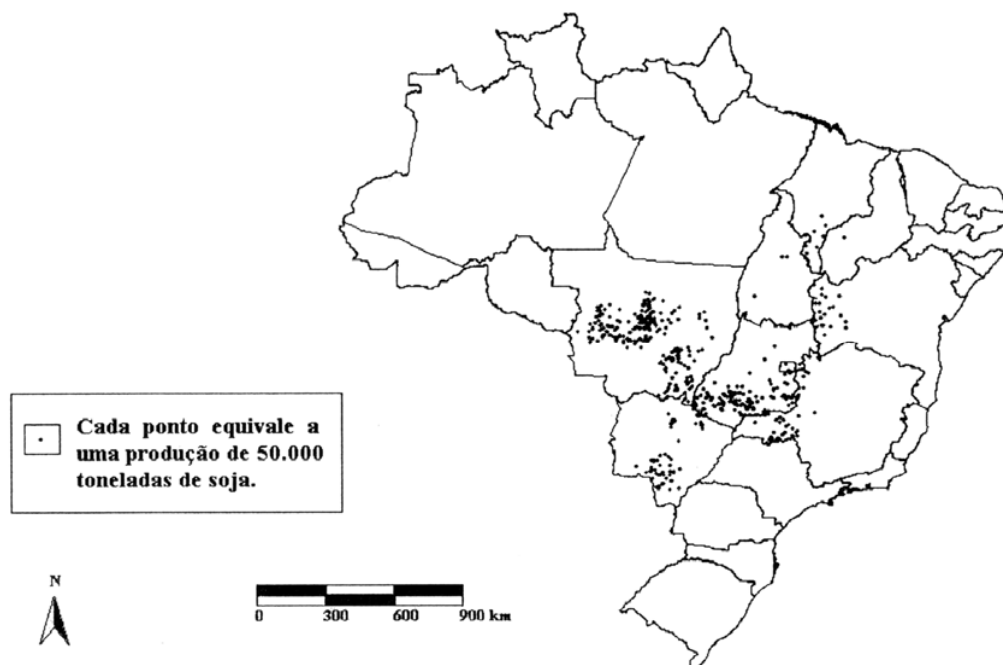 Cada ponto equivale a
uma produção de 50.000
toneladas de soja.
N
0 300 600 900 km